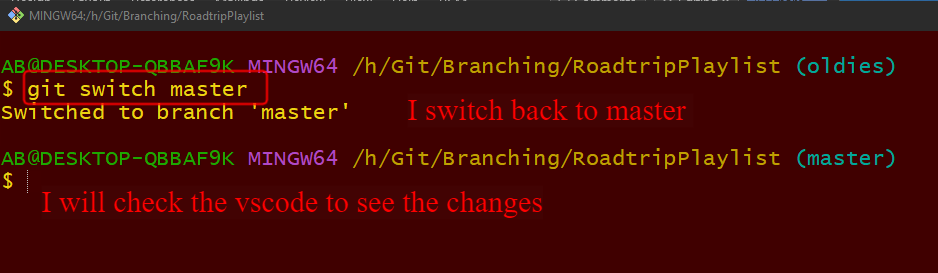 MINGW64:/h/Git/Branching/RoadtripPlaylist
AB@DESKTOP-QBBAF9K MINGW64 /h/Git/Branching/RoadtripPlaylist (oldies)
$ git switch master
Switched to branch 'master'
I switch back to master
AB@DESKTOP-QBBAF9K MINGW64 /h/Git/Branching/RoadtripPlaylist (master)
$
I will check the vscode to see the changes